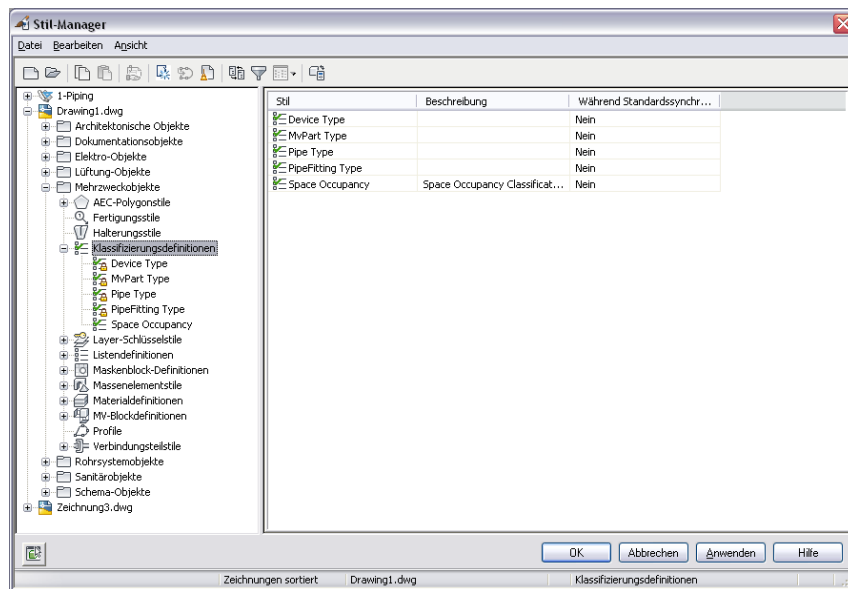 Stil-Manager
Datei Bearbeiten Ansicht
1-Piping
Drawing1.dwg
Architektonische Objekte
Dokumentationsobjekte
Elektro-Objekte
Lüftung-Objekte
Mehrzweckobjekte
AEC-Polygonstile
Fertigungsstile
Halterungsstile
Klassifizierungsdefinitionen
Device Type
MvPart Type
Pipe Type
PipeFitting Type
Space Occupancy
Layer-Schlüsselstile
Listendefinitionen
Maskenblock-Definitionen
Massenelementstile
Materialdefinitionen
MV-Blockdefinitionen
Profile
Verbindungsteilstile
Rohrsystemobjekte
Sanitärobjekte
Schema-Objekte
Zeichnung3.dwg
Stil Beschreibung Während Standardssynchr...
Device Type Nein
MvPart Type Nein
Pipe Type Nein
PipeFitting Type Nein
Space Occupancy Space Occupancy Classificat... Nein
OK Abbrechen Anwenden Hilfe
Zeichnungen sortiert Drawing1.dwg Klassifizierungsdefinitionen